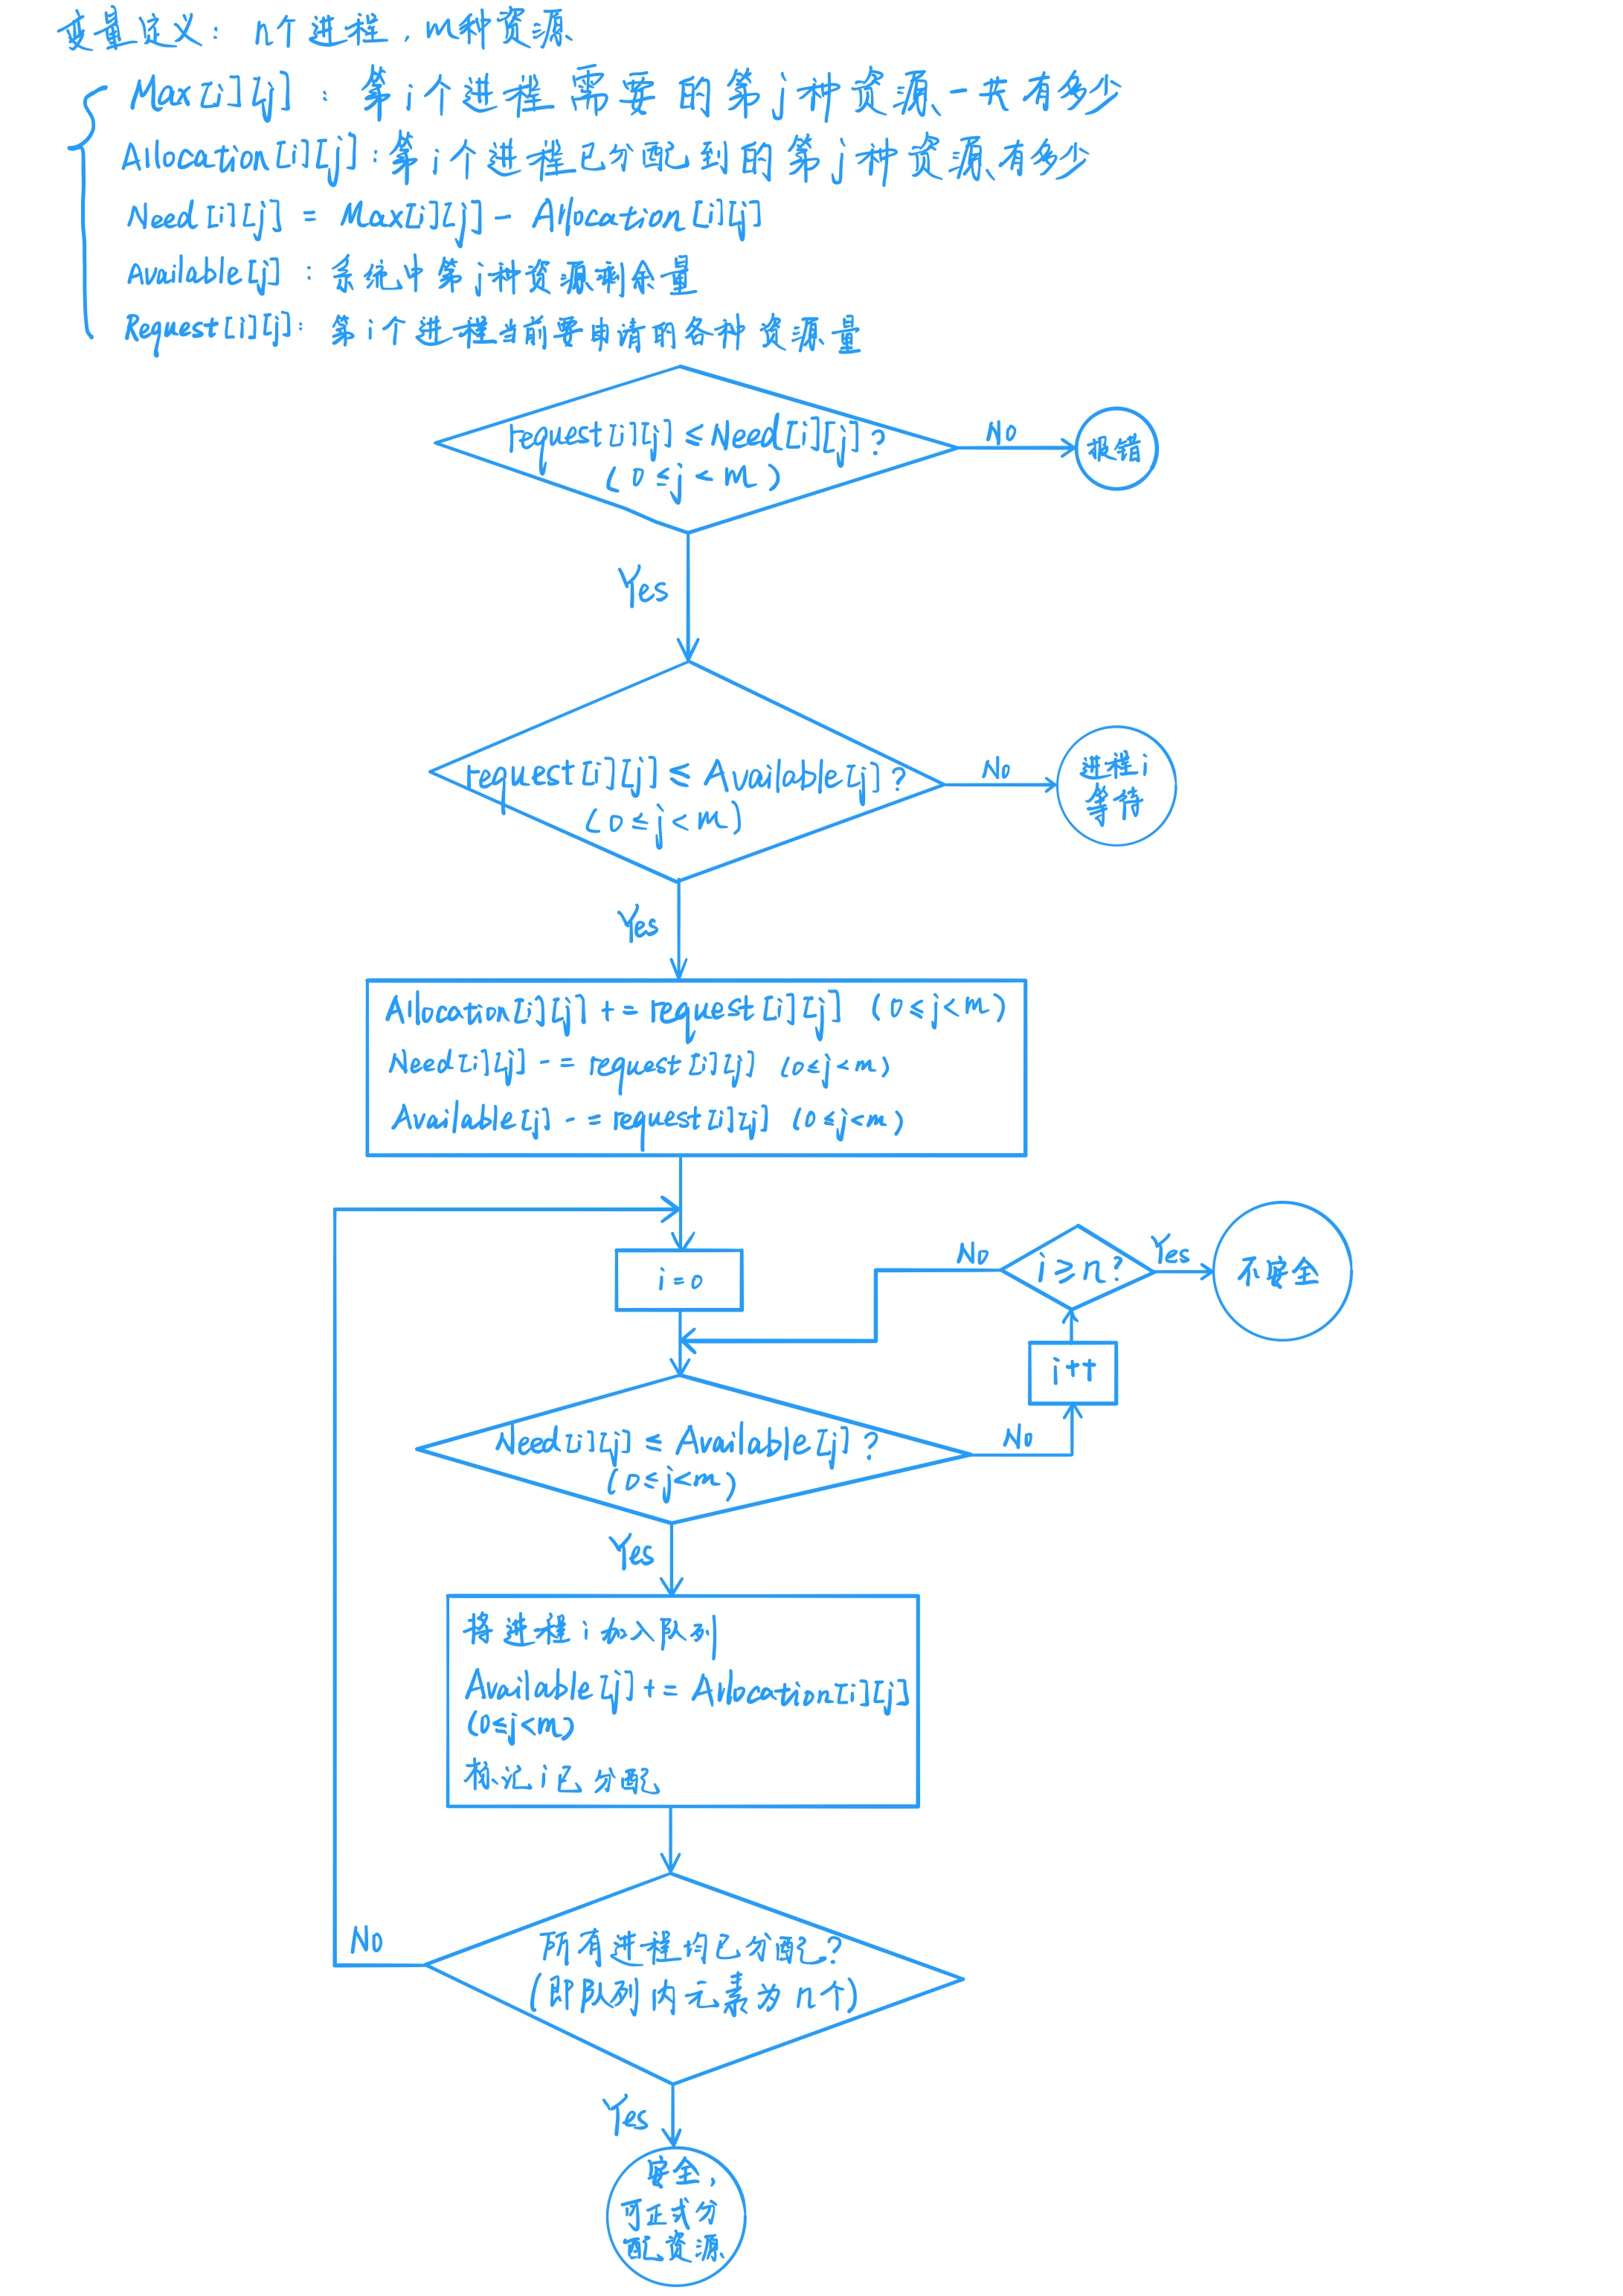 变量定义: n个进程,m种资源
Max[i][j] : 第i个进程需要的第j种资源一共有多少
Allocation[i][j]:第i个进程已分配到的第j种资源有多少
Need[i][j] = Max[i][j] - Allocation[i][j]
Available[j] : 系统中第j种资源剩余量
Request[i][j]: 第i个进程当前要申请的各种资源量
request[i][j] ≤ Need[i][j]?
(0≤j<m)
No
报错
Yes
request[i][j] ≤ Available[j]?
(0≤j<m)
No
进程i
等待
Yes
Allocation[i][j] += request[i][j] (0≤j<m)
Need[i][j] -= request[i][j] (0≤j<m)
Available[j] -= request[i][j] (0≤j<m)
i=0
No
i≥n?
Yes
不安全
i++
Need[i][j] ≤ Available[j]?
(0≤j<m)
No
Yes
将进程i加入队列
Available[j] += Allocation[i][j]
(0≤j<m)
标记i已分配
No
所有进程均已分配?
(即队列内元素为n个)
Yes
安全,
可正式分
配资源